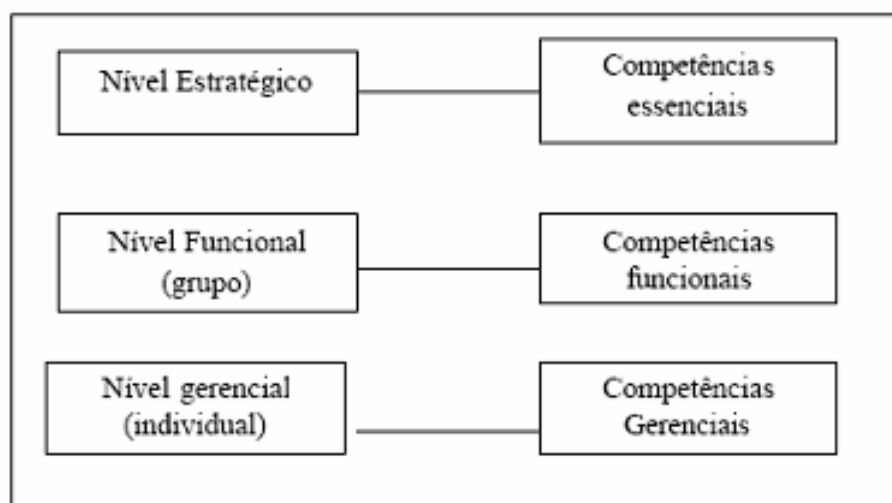 Nível Estratégico
Competências
essenciais
Nível Funcional
(grupo)
Competências
funcionais
Nível gerencial
(individual)
Competências
Gerenciais